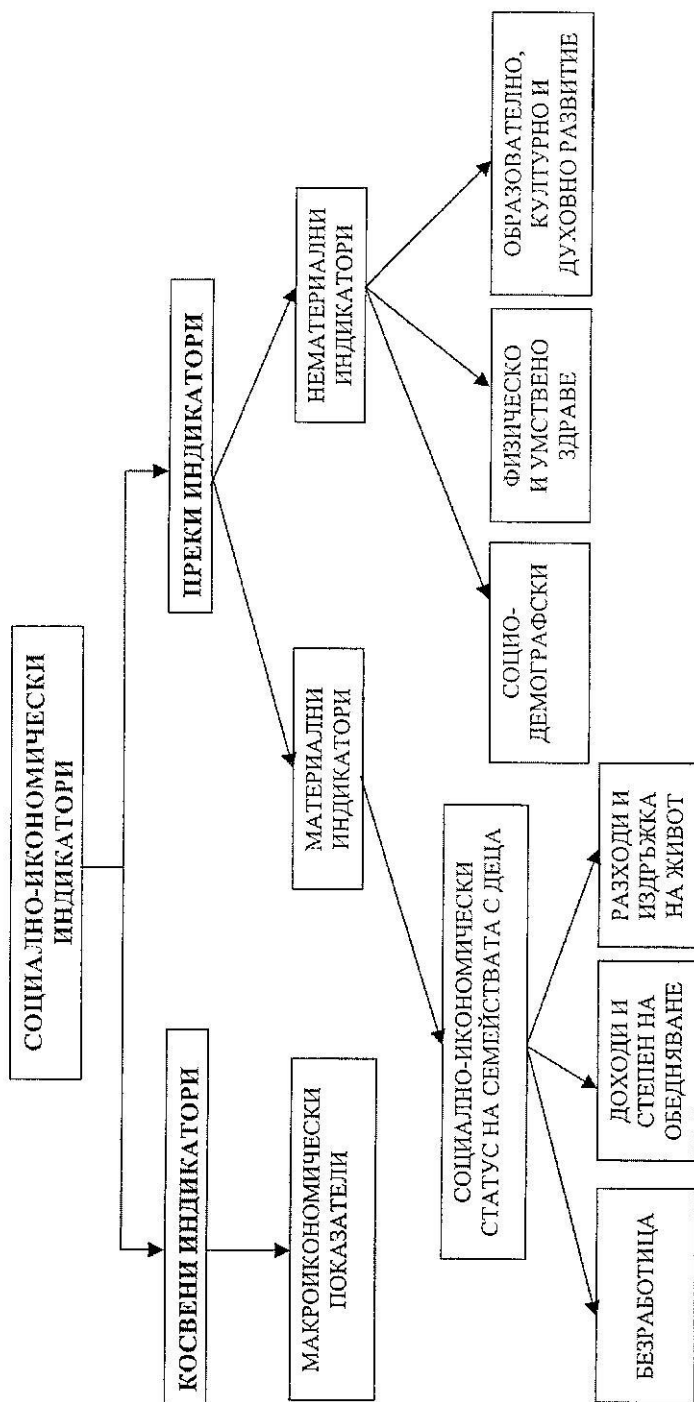 СОЦИАЛНО-ИКОНОМИЧЕСКИ
ИНДИКАТОРИ
КОСВЕНИ ИНДИКАТОРИ
ПРЕКИ ИНДИКАТОРИ
МАКРОИКОНОМИЧЕСКИ
ПОКАЗАТЕЛИ
МАТЕРИАЛНИ
ИНДИКАТОРИ
НЕМАТЕРИАЛНИ
ИНДИКАТОРИ
СОЦИАЛНО-ИКОНОМИЧЕСКИ
СТАТУС НА СЕМЕЙСТВАТА С ДЕЦА
СОЦИО-
ДЕМОГРАФСКИ
ФИЗИЧЕСКО
И УМСТВЕНО
ЗДРАВЕ
ОБРАЗОВАТЕЛНО,
КУЛТУРНО И
ДУХОВНО РАЗВИТИЕ
БЕЗРАБОТИЦА
ДОХОДИ И
СТЕПЕН НА
ОБЕДНЯВАНЕ
РАЗХОДИ И
ИЗДРЪЖКА
НА ЖИВОТ